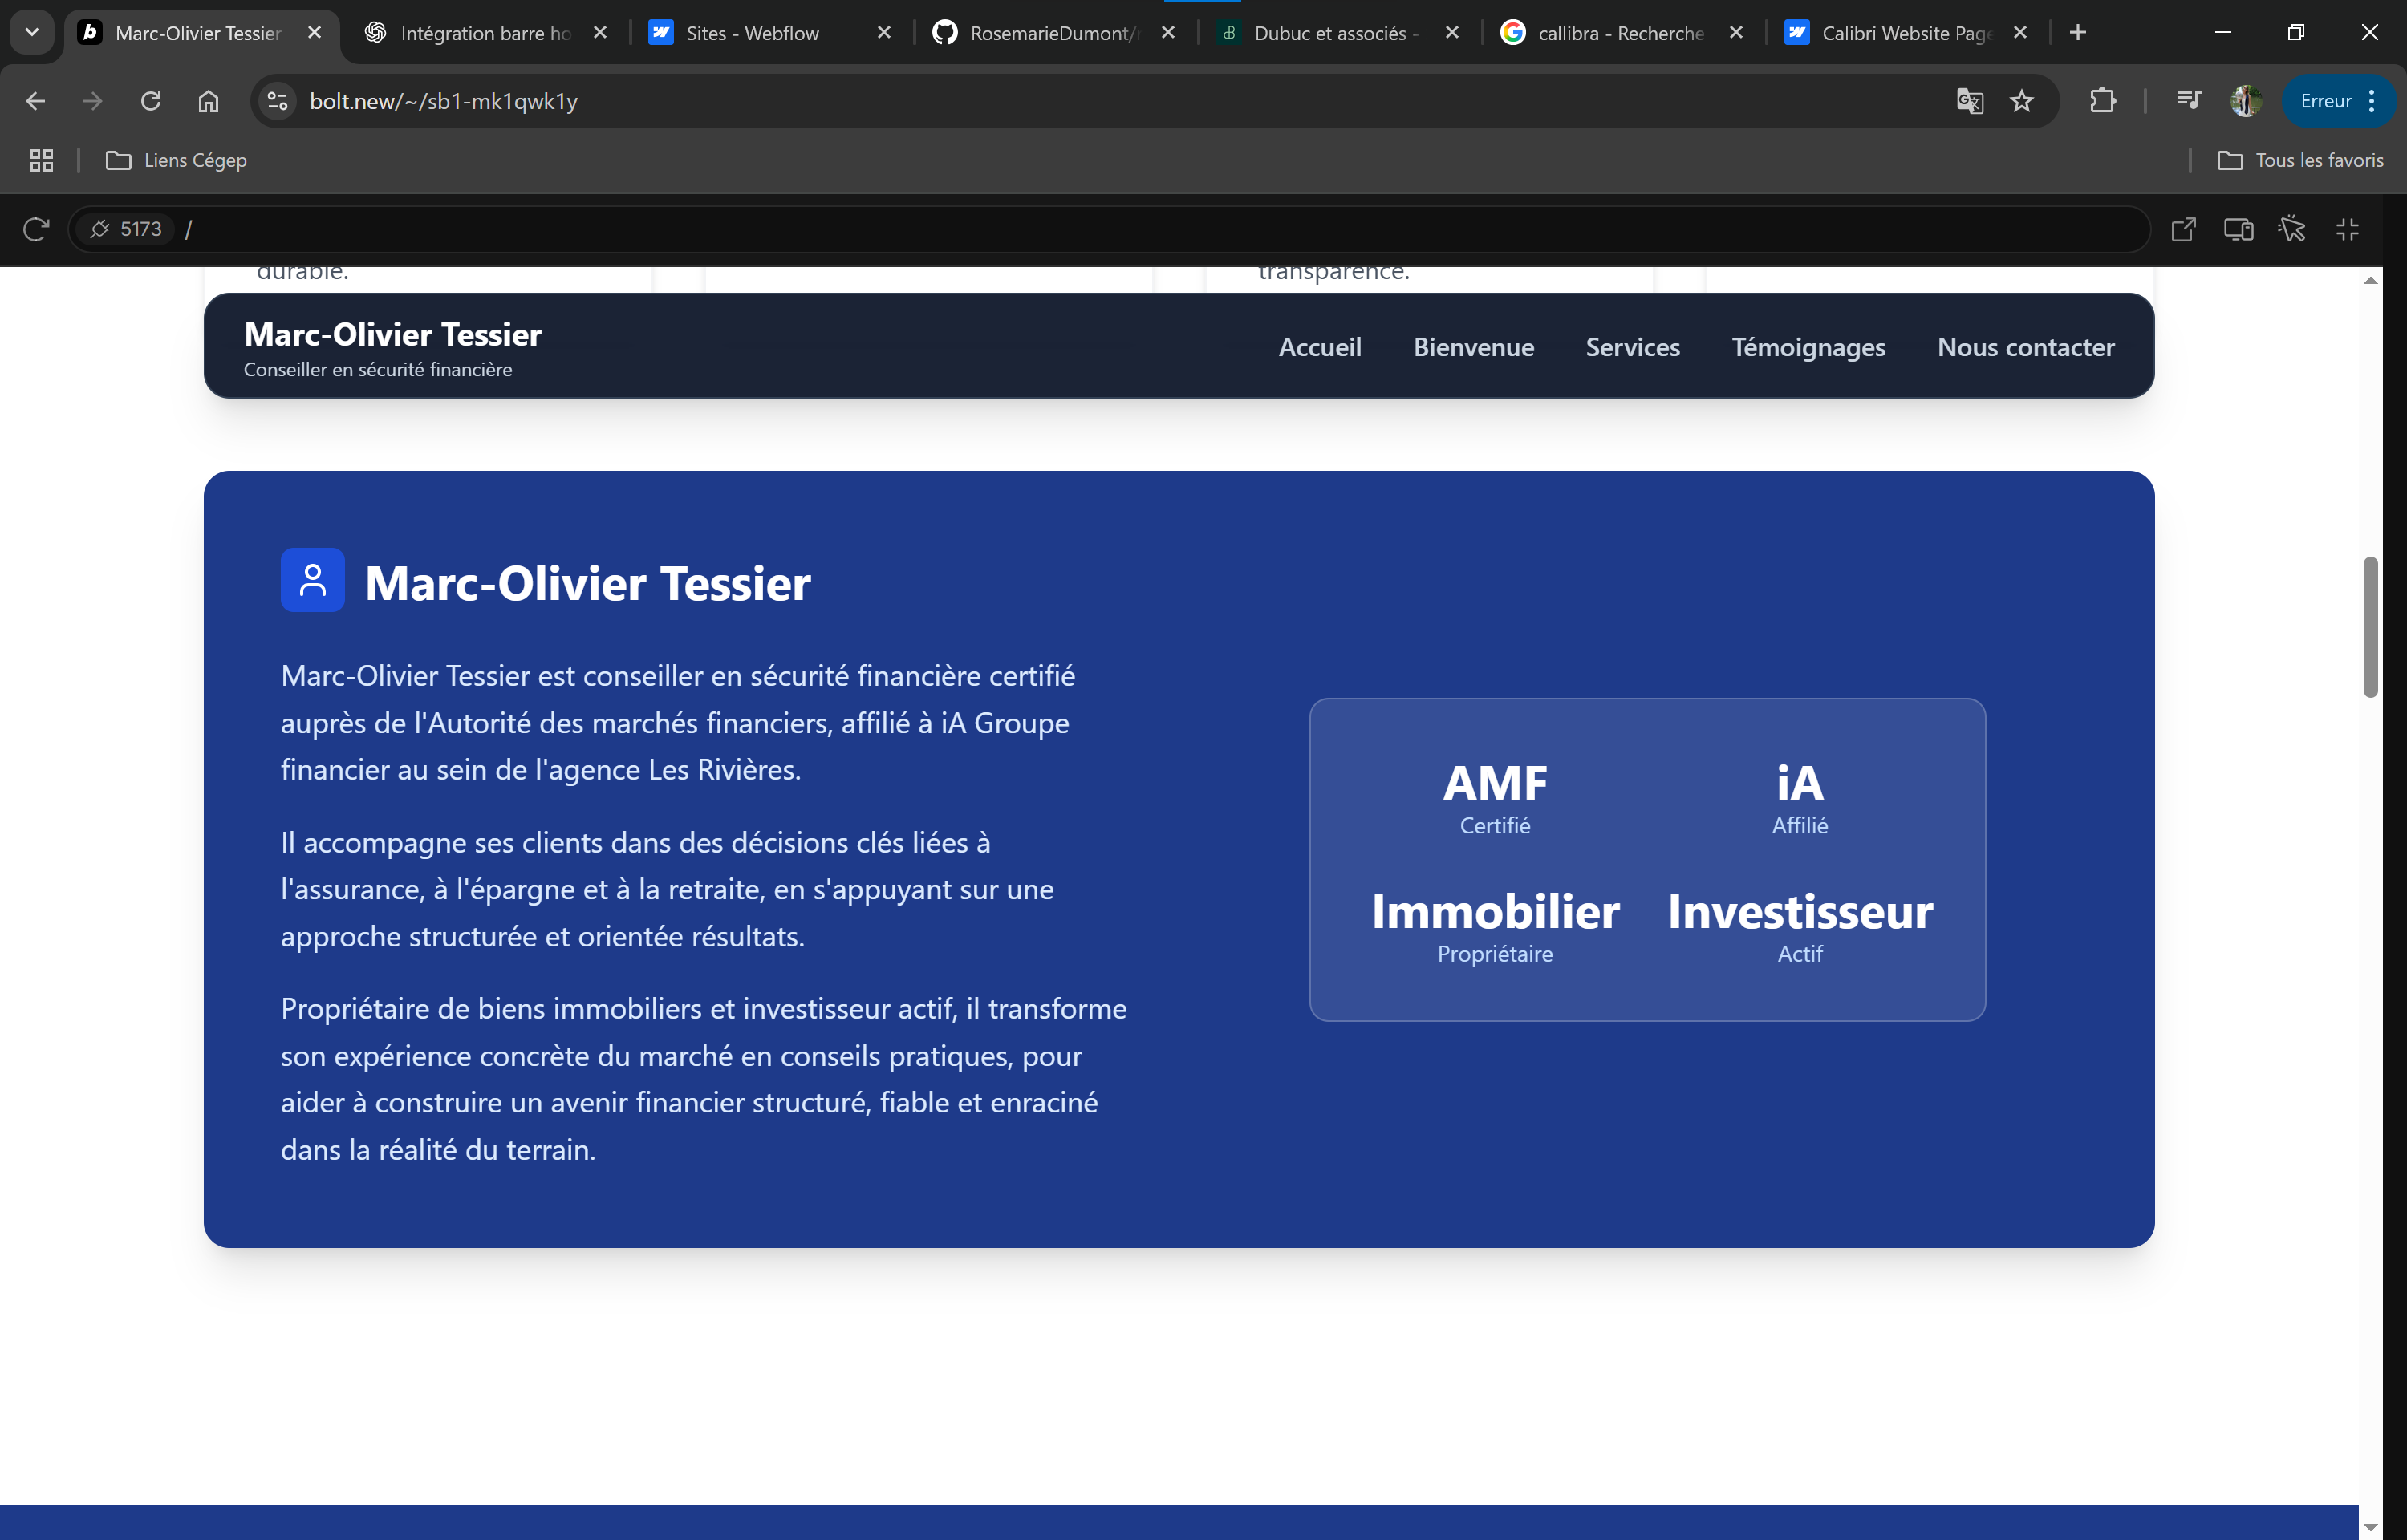 Marc-Olivier Tessier
Intégration barre ho
Sites - Webflow
RosemarieDumont/
Dubuc et associés -
callibra - Recherche
Calibri Website Page
bolt.new/~/sb1-mk1qwk1y
Erreur
Liens Cégep
Tous les favoris
5173 /
durable.
transparence.
Marc-Olivier Tessier
Conseiller en sécurité financière
Accueil
Bienvenue
Services
Témoignages
Nous contacter
Marc-Olivier Tessier
Marc-Olivier Tessier est conseiller en sécurité financière certifié
auprès de l'Autorité des marchés financiers, affilié à iA Groupe
financier au sein de l'agence Les Rivières.
Il accompagne ses clients dans des décisions clés liées à
l'assurance, à l'épargne et à la retraite, en s'appuyant sur une
approche structurée et orientée résultats.
Propriétaire de biens immobiliers et investisseur actif, il transforme
son expérience concrète du marché en conseils pratiques, pour
aider à construire un avenir financier structuré, fiable et enraciné
dans la réalité du terrain.
AMF
Certifié
iA
Affilié
Immobilier
Propriétaire
Investisseur
Actif